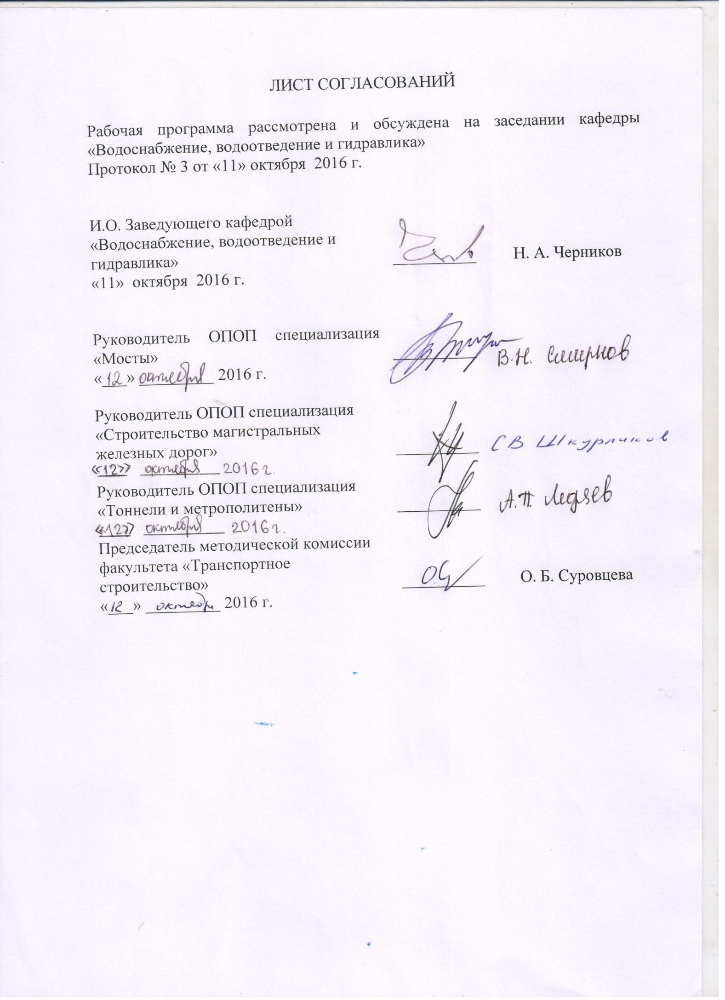 ЛИСТ СОГЛАСОВАНИЙ
Рабочая программа рассмотрена и обсуждена на заседании кафедры
«Водоснабжение, водоотведение и гидравлика»
Протокол № 3 от «11» октября 2016 г.
И.О. Заведующего кафедрой
«Водоснабжение, водоотведение и
гидравлика»
Н. А. Черников
«11» октября 2016 г.
Руководитель ОПОП специализация
«Мосты»
В.Н. Смирнов
«12» октября 2016 г.
Руководитель ОПОП специализация
«Строительство магистральных
железных дорог»
СВ Шкурников
«12» октября 2016 г.
Руководитель ОПОП специализация
«Тоннели и метрополитены»
А.П. Ледяев
«12» октября 2016 г.
Председатель методической комиссии
факультета «Транспортное
строительство»
О. Б. Суровцева
«12» октября 2016 г.